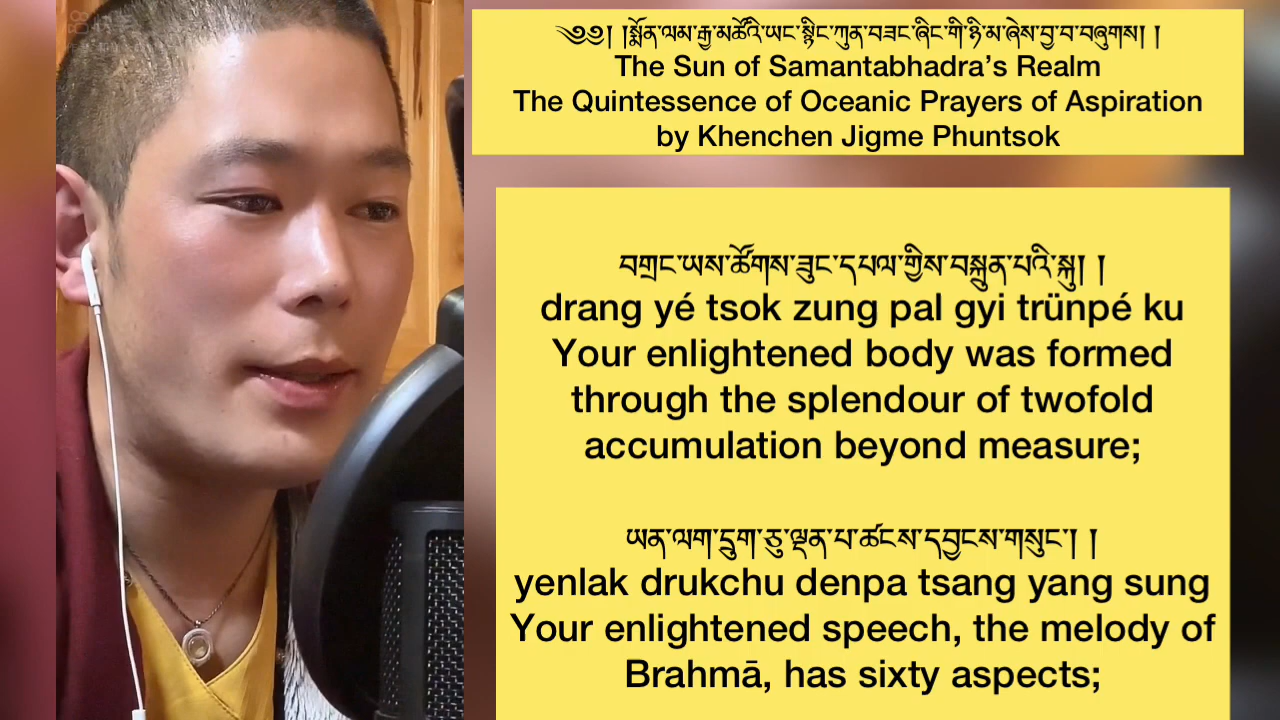 ༄༅། །སྨོན་ལམ་རྒྱ་མཚོའི་ཡང་སྙིང་ཀུན་བཟང་ཞིང་གི་ཉི་མ་ཞེས་བྱ་བ་བཞུགས། །
The Sun of Samantabhadra’s Realm
The Quintessence of Oceanic Prayers of Aspiration
by Khenchen Jigme Phuntsok
བགྲང་ཡས་ཚོགས་ཟུང་དཔལ་གྱིས་བསྐྲུན་པའི་སྐུ། །
drang yé tsok zung pal gyi trünpé ku
Your enlightened body was formed
through the splendour of twofold
accumulation beyond measure;
ཡན་ལག་དྲུག་ཅུ་ལྡན་པ་ཚངས་དབྱངས་གསུང་། །
yenlak drukchu denpa tsang yang sung
Your enlightened speech, the melody of
Brahmā, has sixty aspects;